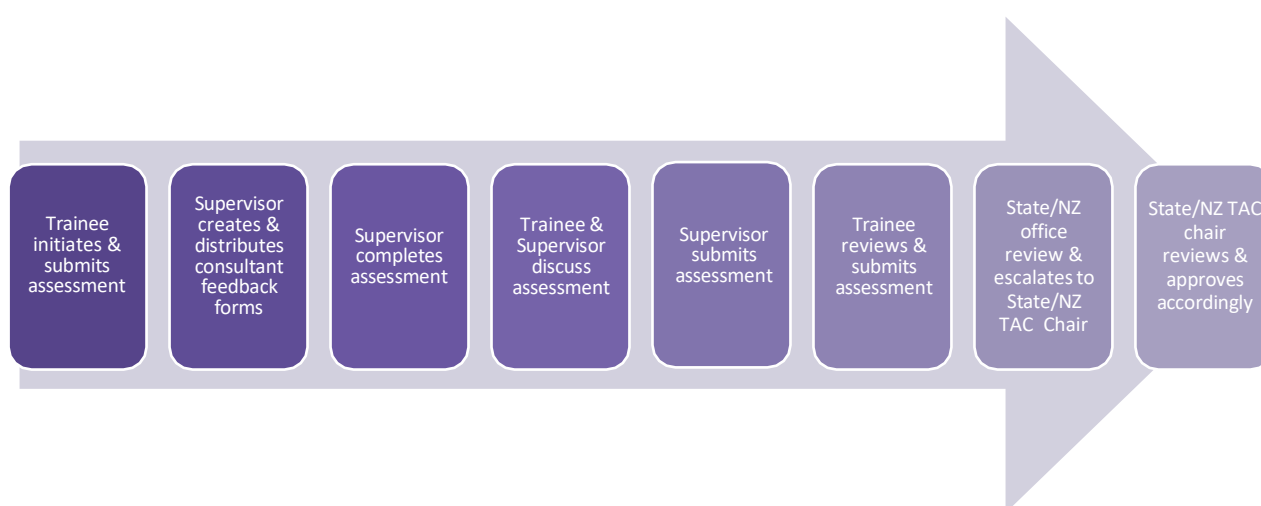 Trainee
initiates &
submits
assessment
Supervisor
creates &
distributes
consultant
feedback
forms
Supervisor
completes
assessment
Trainee &
Supervisor
discuss
assessment
Supervisor
submits
assessment
Trainee
reviews &
submits
assessment
State/NZ
office
review &
escalates to
State/NZ
TAC Chair
State/NZ TAC
chair
reviews &
approves
accordingly